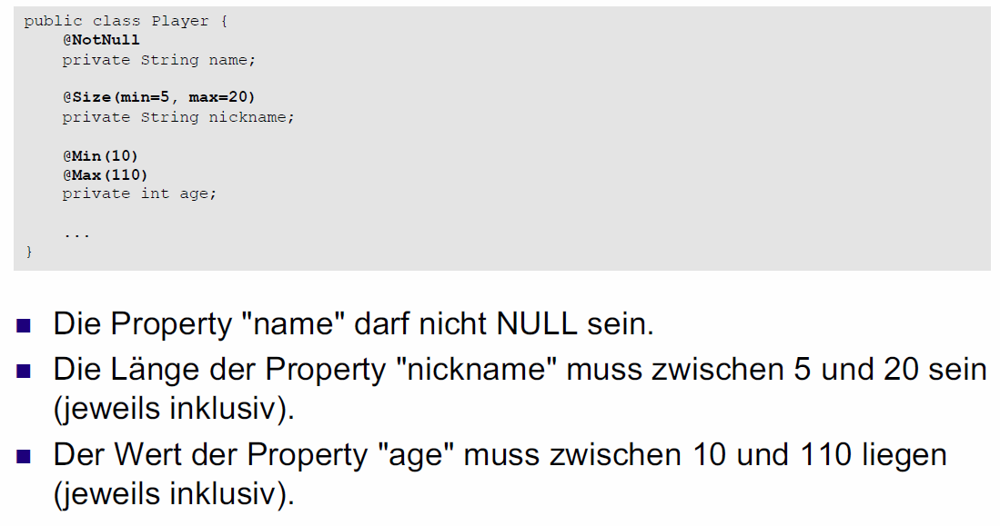 public class Player {
@NotNull
private String name;
@Size(min=5, max=20)
private String nickname;
@Min(10)
@Max(110)
private int age;
...
}
Die Property "name" darf nicht NULL sein.
Die Länge der Property "nickname" muss zwischen 5 und 20 sein
(jeweils inklusiv).
Der Wert der Property "age" muss zwischen 10 und 110 liegen
(jeweils inklusiv).